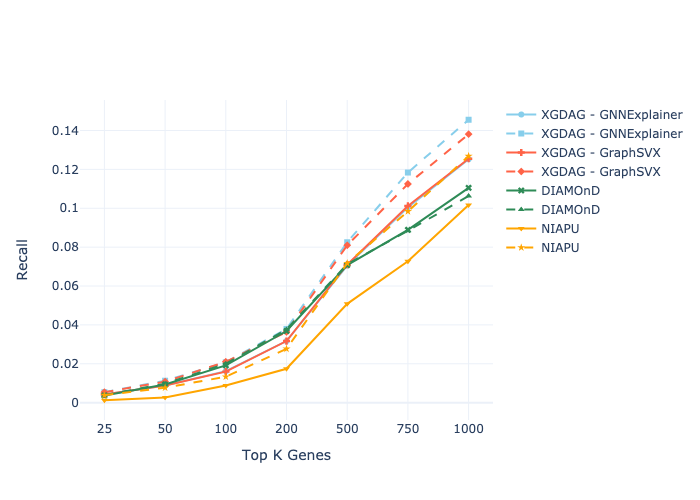 XGDAG - GNNExplainer
XGDAG - GNNExplainer
XGDAG - GraphSVX
XGDAG - GraphSVX
DIAMOnD
DIAMOnD
NIAPU
NIAPU
Recall
0.14
0.12
0.1
0.08
0.06
0.04
0.02
0
25 50 100 200 500 750 1000
Top K Genes